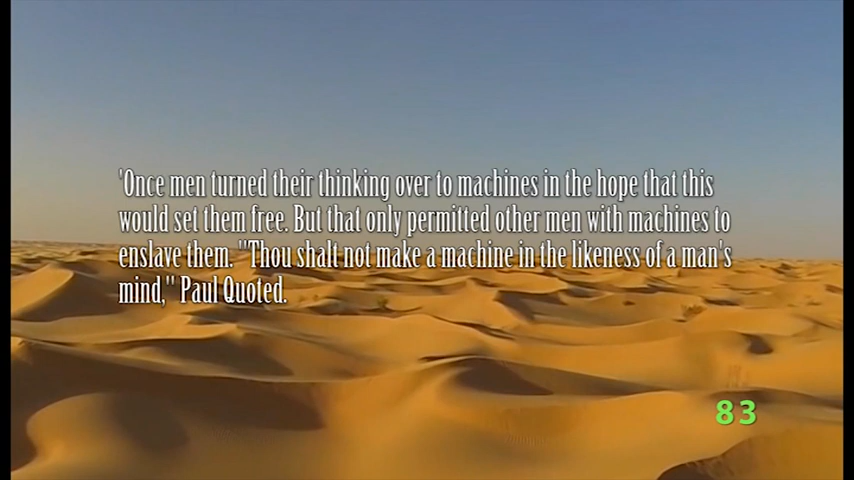 'Once men turned their thinking over to machines in the hope that this
would set them free. But that only permitted other men with machines to
enslave them." "Thou shalt not make a machine in the likeness of a man's
mind," Paul Quoted.
83